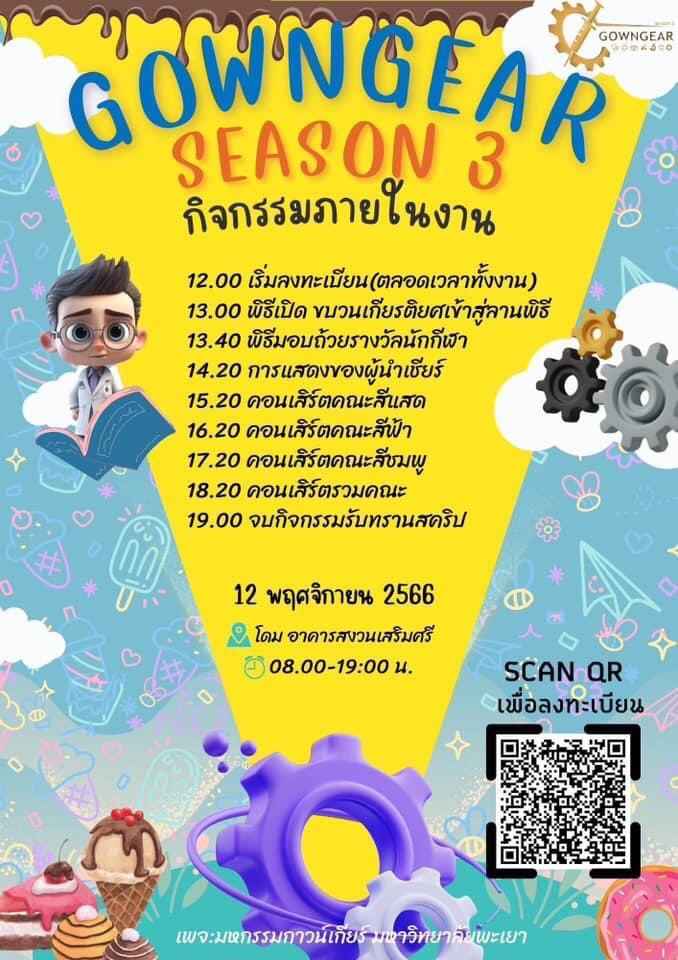 GOWNGEAR
GOWNGEAR
SEASON 3
กิจกรรมภายในงาน
12.00 เริ่มลงทะเบียน(ตลอดเวลาทั้งงาน)
13.00 พิธีเปิด ขบวนเกียรติยศเข้าสู่ลานพิธี
13.40 พิธีมอบถ้วยรางวัลนักกีฬา
14.20 การแสดงของผู้นำเชียร์
15.20 คอนเสิร์ตคณะสีแสด
16.20 คอนเสิร์ตคณะสีฟ้า
17.20 คอนเสิร์ตคณะสีชมพู
18.20 คอนเสิร์ตรวมคณะ
19.00 จบกิจกรรมรับทรานสคริป
12 พฤศจิกายน 2566
โดม อาคารสงวนเสริมศรี
08.00-19:00 น.
SCAN QR
เพื่อลงทะเบียน
เพจ:มหกรรมกาวน์เกียร์ มหาวิทยาลัยพะเยา